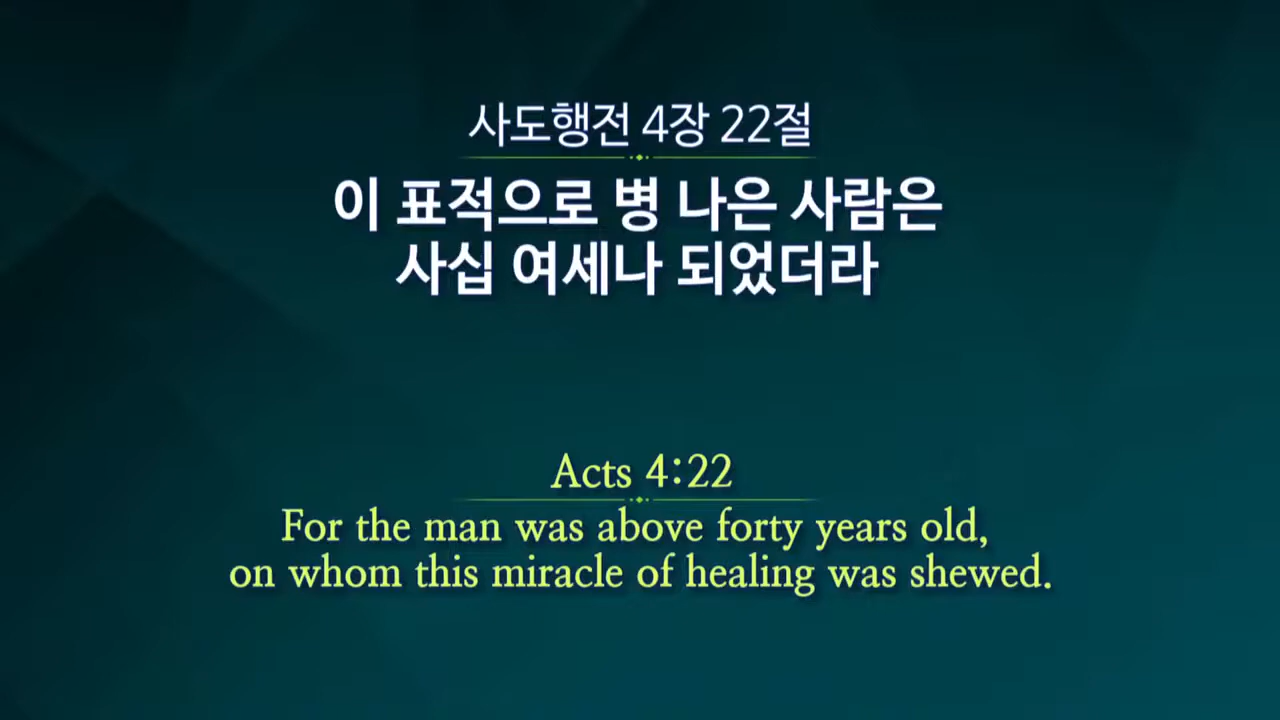 사도행전 4장 22절
이 표적으로 병 나은 사람은
사십 여세나 되었더라
Acts 4:22
For the man was above forty years old,
on whom this miracle of healing was shewed.